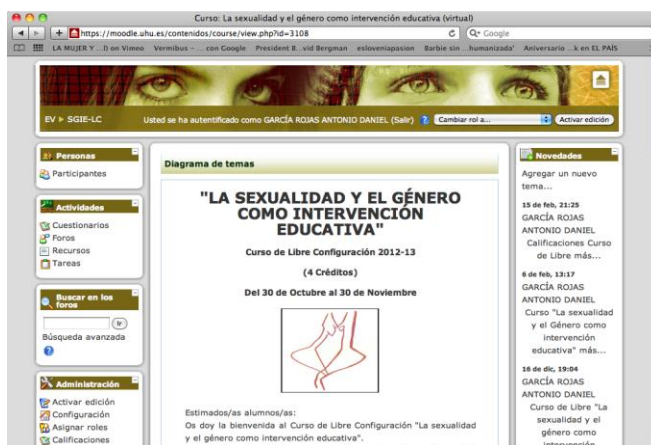 Curso: La sexualidad y el género como intervención educativa (virtual)
https://moodle.uhu.es/contenidos/course/view.php?id=3108
Google
LA MUJER Y ...l) on Vimeo Vermibus – ... con Google President B...vid Bergman esloveniapasion Barbie sin ...humanizada' Aniversario ...k en EL PAÍS
EV ► SGIE-LC
Usted se ha autentificado como GARCÍA ROJAS ANTONIO DANIEL (Salir)
Cambiar rol a...
Activar edición
Personas
Participantes
Actividades
Cuestionarios
Foros
Recursos
Tareas
Buscar en los
foros
Ir
Búsqueda avanzada
Administración
Activar edición
Configuración
Asignar roles
Calificaciones
Diagrama de temas
"LA SEXUALIDAD Y EL GÉNERO
COMO INTERVENCIÓN
EDUCATIVA"
Curso de Libre Configuración 2012-13
(4 Créditos)
Del 30 de Octubre al 30 de Noviembre
Estimados/as alumnos/as:
Os doy la bienvenida al Curso de Libre Configuración "La sexualidad
y el género como intervención educativa".
Novedades
Agregar un nuevo
tema...
15 de feb, 21:25
GARCÍA ROJAS
ANTONIO DANIEL
Calificaciones Curso
de Libre más...
6 de feb, 13:17
GARCÍA ROJAS
ANTONIO DANIEL
Curso "La sexualidad
y el Género como
intervención
educativa" más...
16 de dic, 19:04
GARCÍA ROJAS
ANTONIO DANIEL
Curso de Libre "La
sexualidad y el
género como
intervención